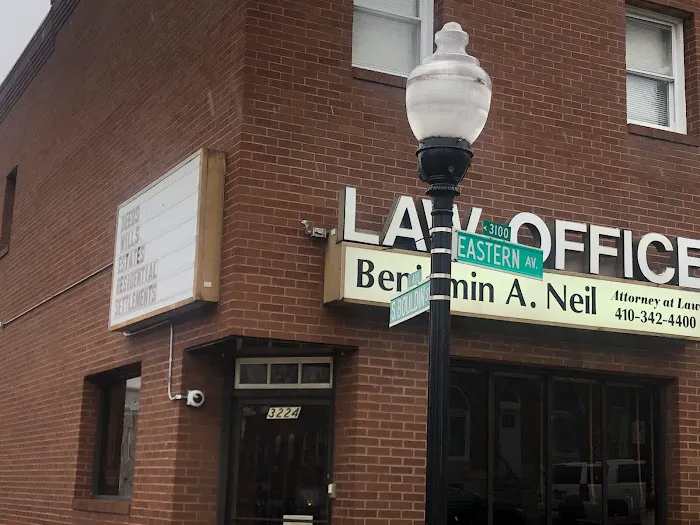 DEEDS
WILLS
ESTATES
RESIDENTIAL
SETTLEMENTS
LAW OFFICE
3100
EASTERN AV.
Benjamin A. Neil
Attorney at Law
410-342-4400
S. BOULDIN
3224